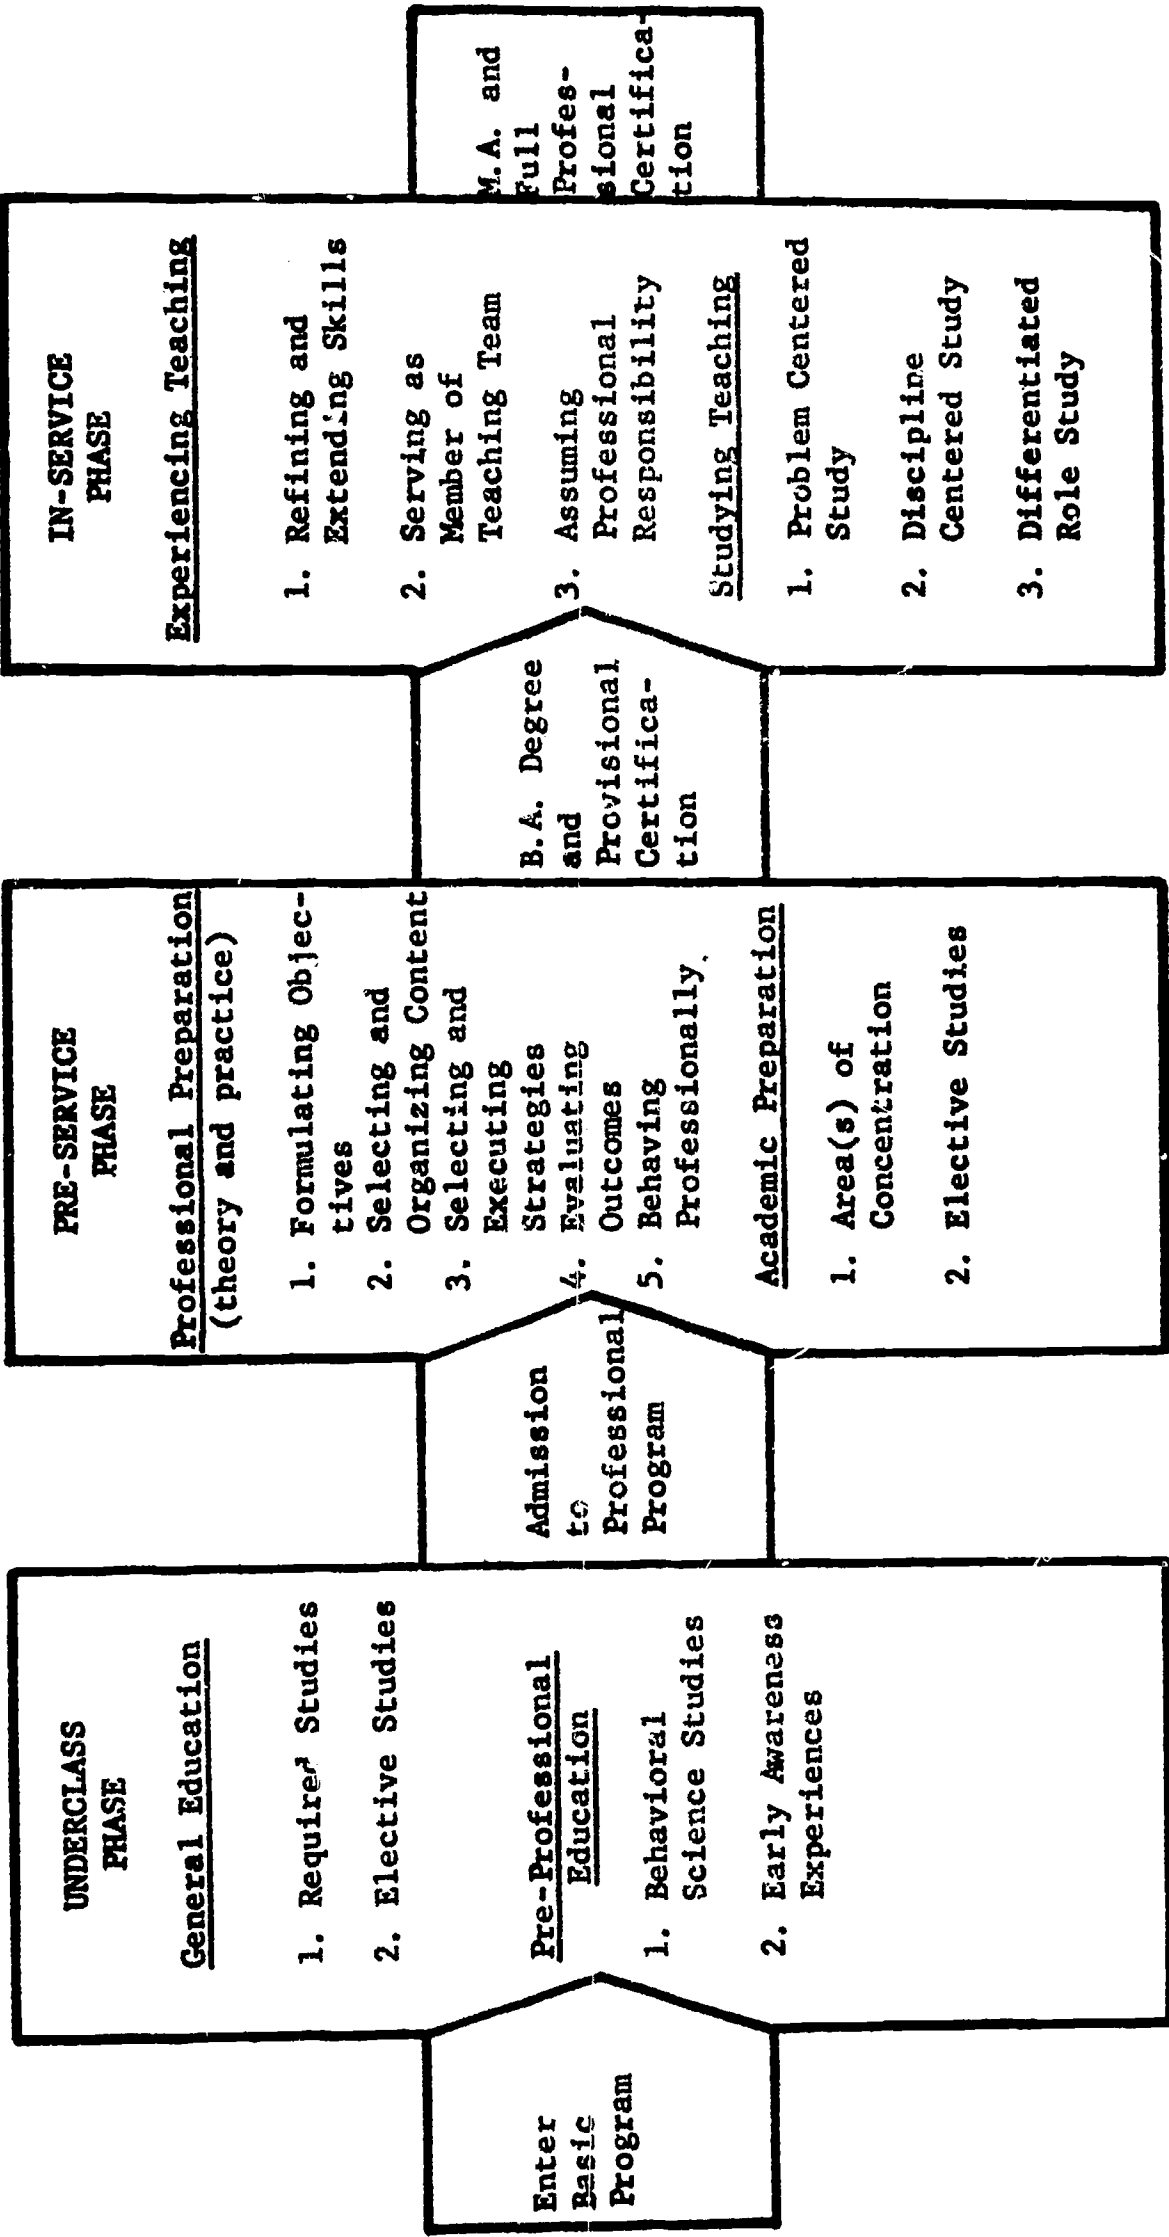 Enter
Basic
Program
UNDERCLASS
PHASE
General Education
1. Required Studies
2. Elective Studies
Pre-Professional
Education
1. Behavioral
Science Studies
2. Early Awareness
Experiences
Admission
to
Professional
Program
PRE-SERVICE
PHASE
Professional Preparation
(theory and practice)
1. Formulating Objec-
tives
2. Selecting and
Organizing Content
3. Selecting and
Executing
Strategies
4. Evaluating
Outcomes
5. Behaving
Professionally
Academic Preparation
1. Area(s) of
Concentration
2. Elective Studies
B.A. Degree
and
Provisional
Certifica-
tion
IN-SERVICE
PHASE
Experiencing Teaching
1. Refining and
Extending Skills
2. Serving as
Member of
Teaching Team
3. Assuming
Professional
Responsibility
Studying Teaching
1. Problem Centered
Study
2. Discipline
Centered Study
3. Differentiated
Role Study
M.A. and
Full
Profes-
sional
Certifica-
tion